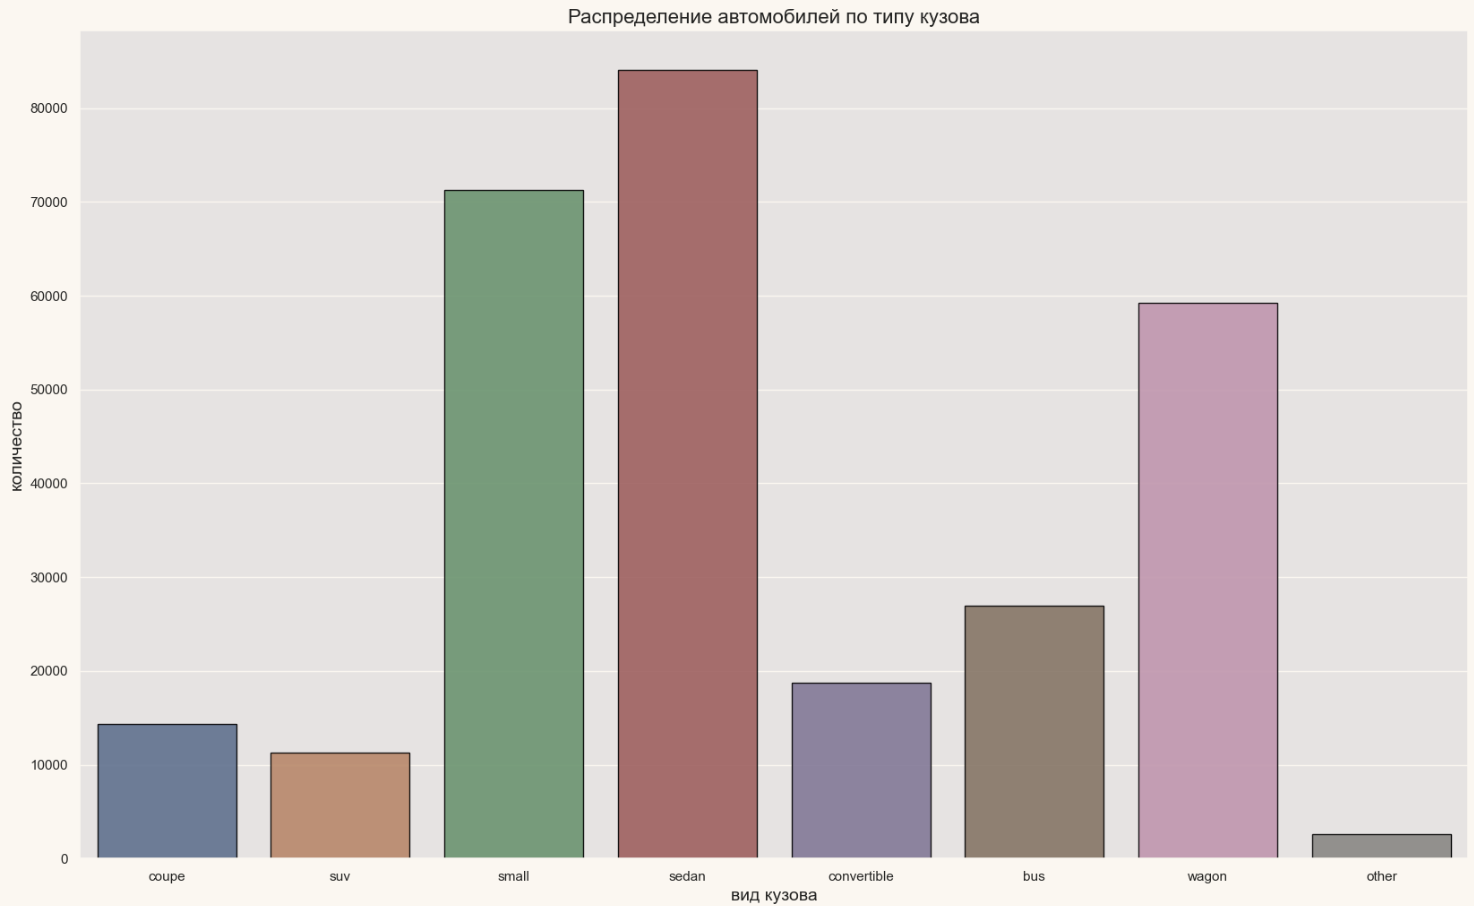 Распределение автомобилей по типу кузова
количество
80000
70000
60000
50000
40000
30000
20000
10000
0
coupe suv small sedan convertible bus wagon other
вид кузова